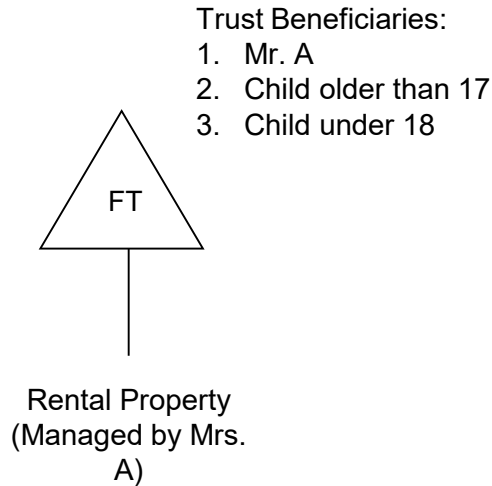 Trust Beneficiaries:
1. Mr. A
2. Child older than 17
3. Child under 18
FT
Rental Property
(Managed by Mrs.
A)